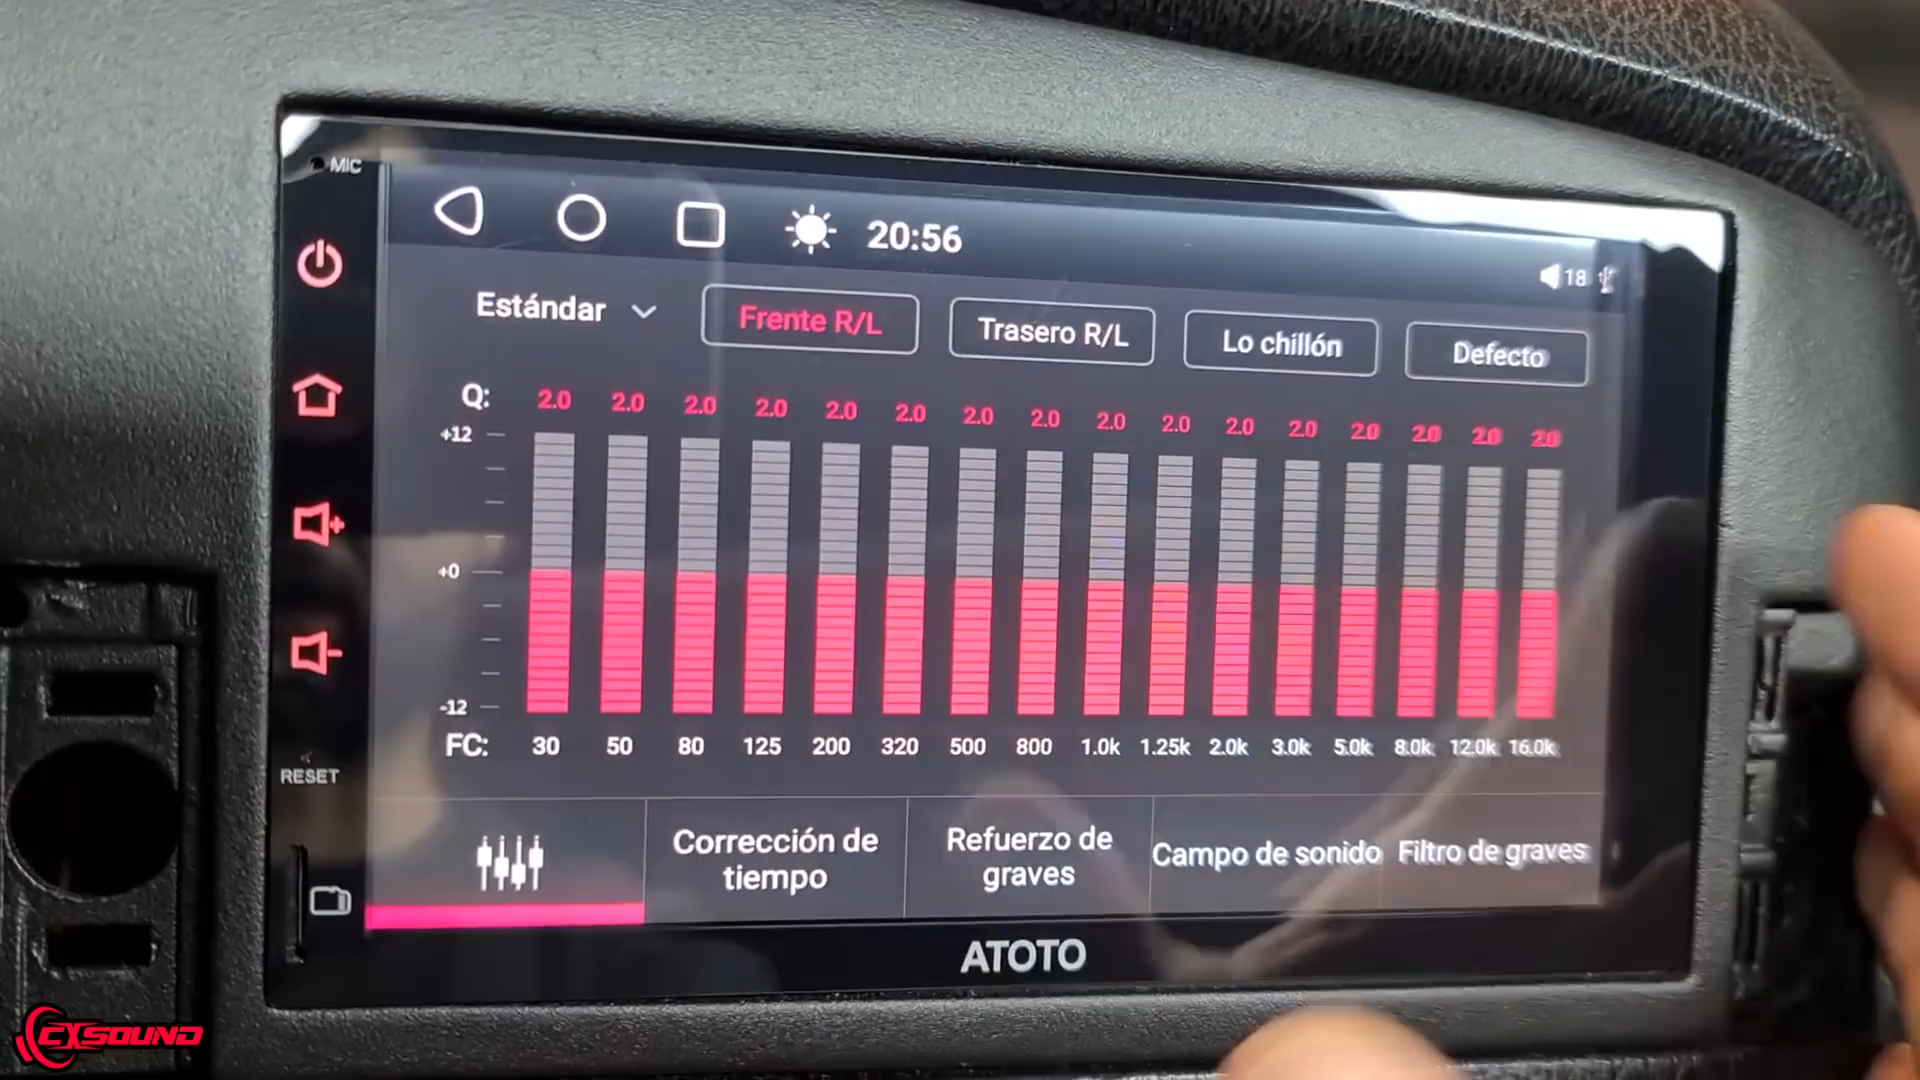 MIC
20:56
18
Estándar
Frente R/L
Trasero R/L
Lo chillón
Defecto
Q: 2.0 2.0 2.0 2.0 2.0 2.0 2.0 2.0 2.0 2.0 2.0 2.0 2.0 2.0 2.0 2.0
+12
+0
-12
FC: 30 50 80 125 200 320 500 800 1.0k 1.25k 2.0k 3.0k 5.0k 8.0k 12.0k 16.0k
RESET
Corrección de
tiempo
Refuerzo de
graves
Campo de sonido
Filtro de graves
ATOTO
EXSOUND